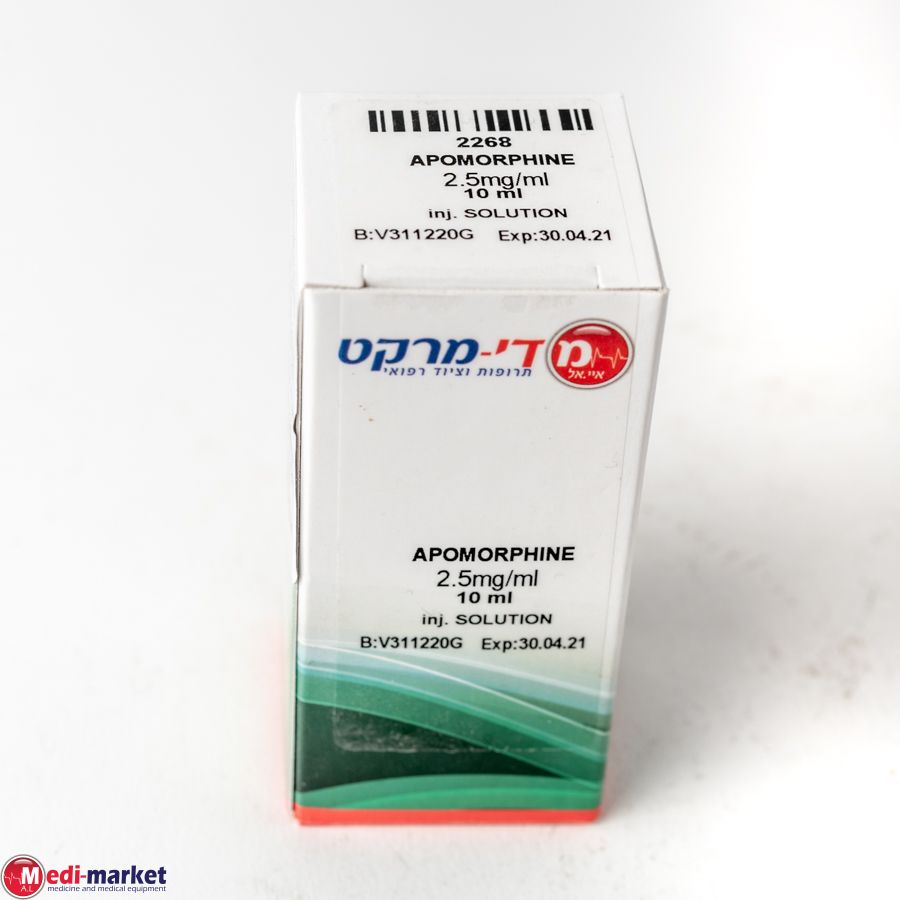 2268
APOMORPHINE
2.5mg/ml
10 ml
inj. SOLUTION
B:V311220G Exp:30.04.21
מדי-מרקט
איי.אל
תרופות וציוד רפואי
APOMORPHINE
2.5mg/ml
10 ml
inj. SOLUTION
B:V311220G Exp:30.04.21
Medi-market
A.L
medicine and medical equipment